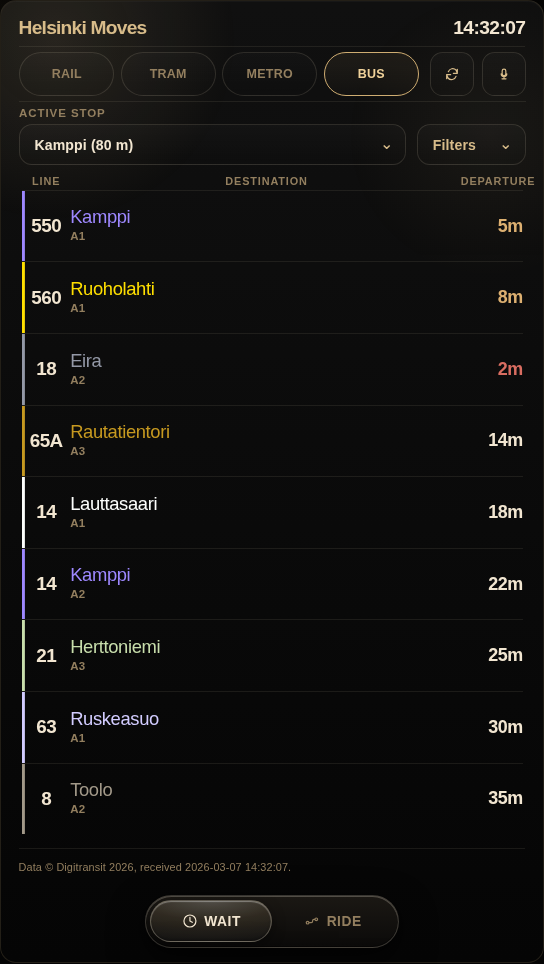 Helsinki Moves 14:32:07
RAIL TRAM METRO BUS
ACTIVE STOP
Kamppi (80 m) Filters
LINE DESTINATION DEPARTURE
550 Kamppi 5m
A1
560 Ruoholahti 8m
A1
18 Eira 2m
A2
65A Rautatientori 14m
A3
14 Lauttasaari 18m
A1
14 Kamppi 22m
A2
21 Herttoniemi 25m
A3
63 Ruskeasuo 30m
A1
8 Toolo 35m
A2
Data © Digitransit 2026, received 2026-03-07 14:32:07.
WAIT RIDE